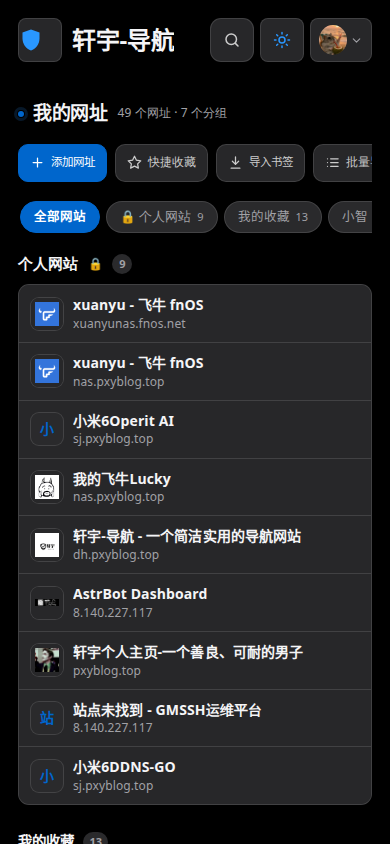 轩宇-导航
我的网址 49 个网址 · 7 个分组
添加网址 快捷收藏 导入书签 批量
全部网站 🔒 个人网站 9 我的收藏 13 小智
个人网站 🔒 9
xuanyu - 飞牛 fnOS
xuanyunas.fnos.net
xuanyu - 飞牛 fnOS
nas.pxyblog.top
小 小米6Operit AI
sj.pxyblog.top
我的飞牛Lucky
nas.pxyblog.top
轩宇-导航 - 一个简洁实用的导航网站
dh.pxyblog.top
AstrBot Dashboard
8.140.227.117
轩宇个人主页-一个善良、可耐的男子
pxyblog.top
站 站点未找到 - GMSSH运维平台
8.140.227.117
小 小米6DDNS-GO
sj.pxyblog.top
我的收藏 13